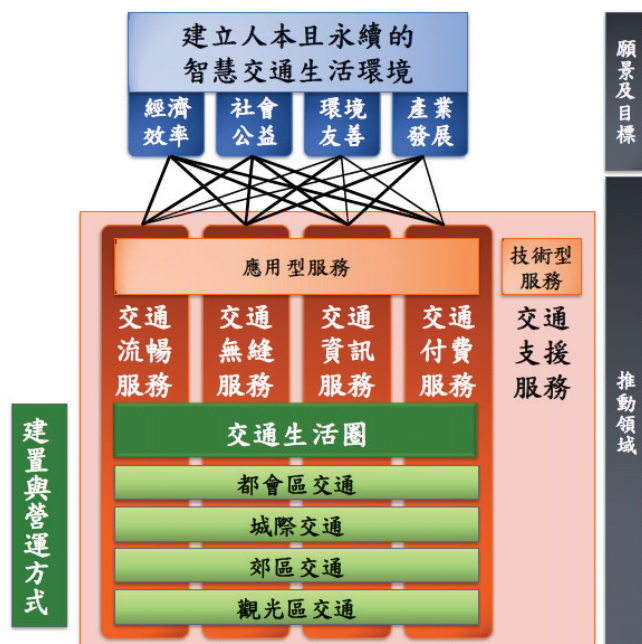 建立人本且永續的
智慧交通生活環境
經濟
效率
社會
公益
環境
友善
產業
發展
願景及目標
應用型服務
技術型
服務
交通
流暢
服務
交通
無縫
服務
交通
資訊
服務
交通
付費
服務
交通
支援
服務
推動領域
建置與營運方式
交通生活圈
都會區交通
城際交通
郊區交通
觀光區交通